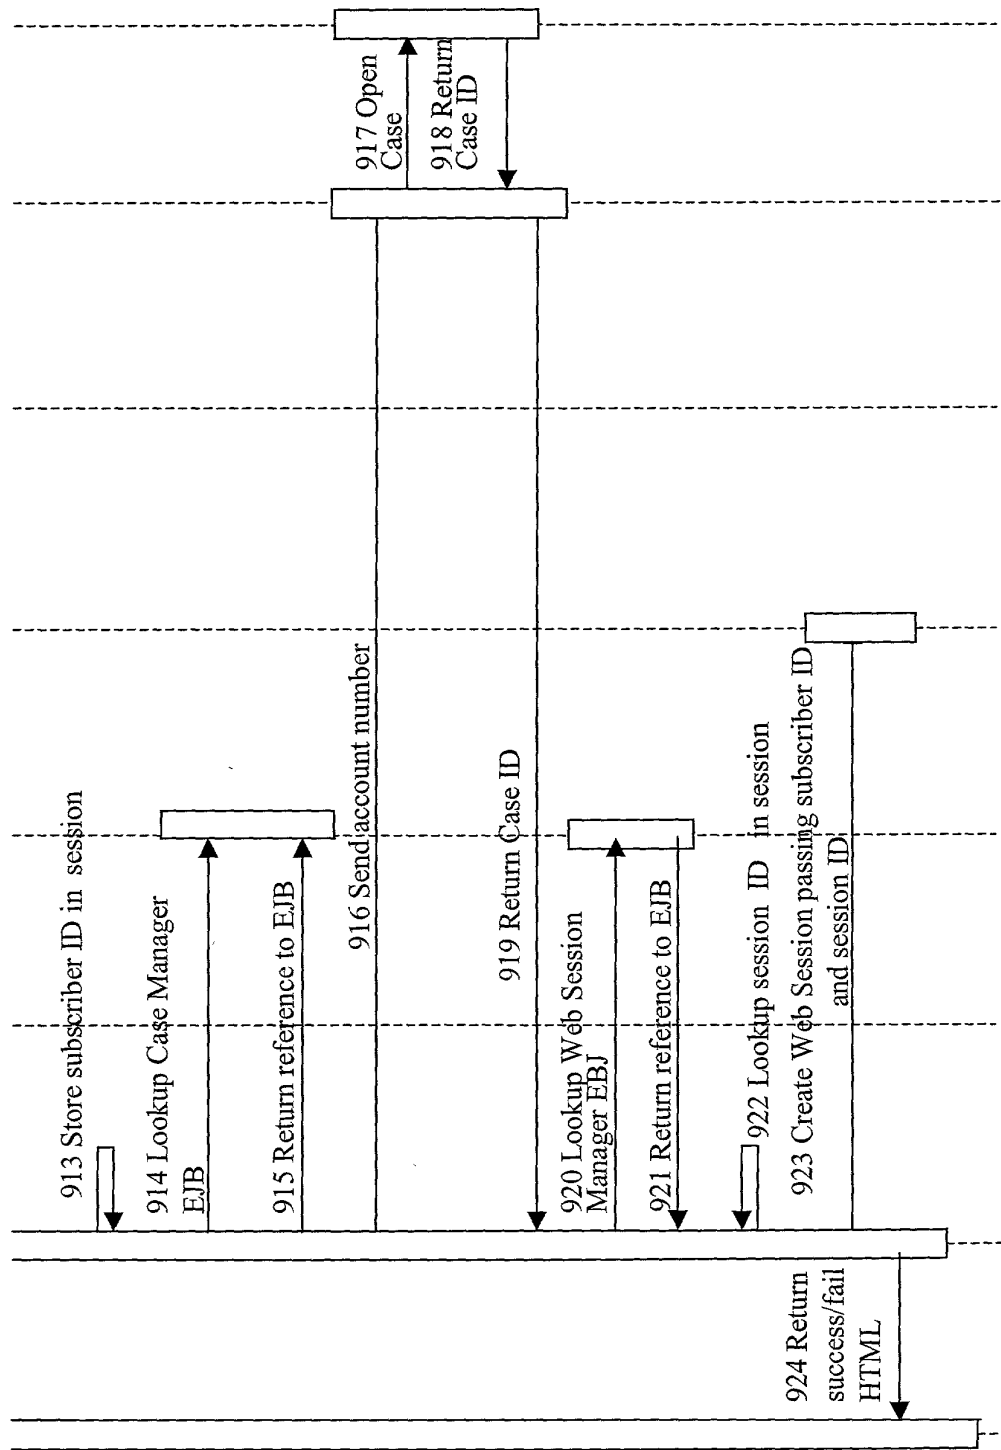 913 Store subscriber ID in session
914 Lookup Case Manager
EJB
915 Return reference to EJB
916 Send account number
917 Open
Case
918 Return
Case ID
919 Return Case ID
920 Lookup Web Session
Manager EBJ
921 Return reference to EJB
922 Lookup session ID in session
923 Create Web Session passing subscriber ID
and session ID
924 Return
success/fail
HTML